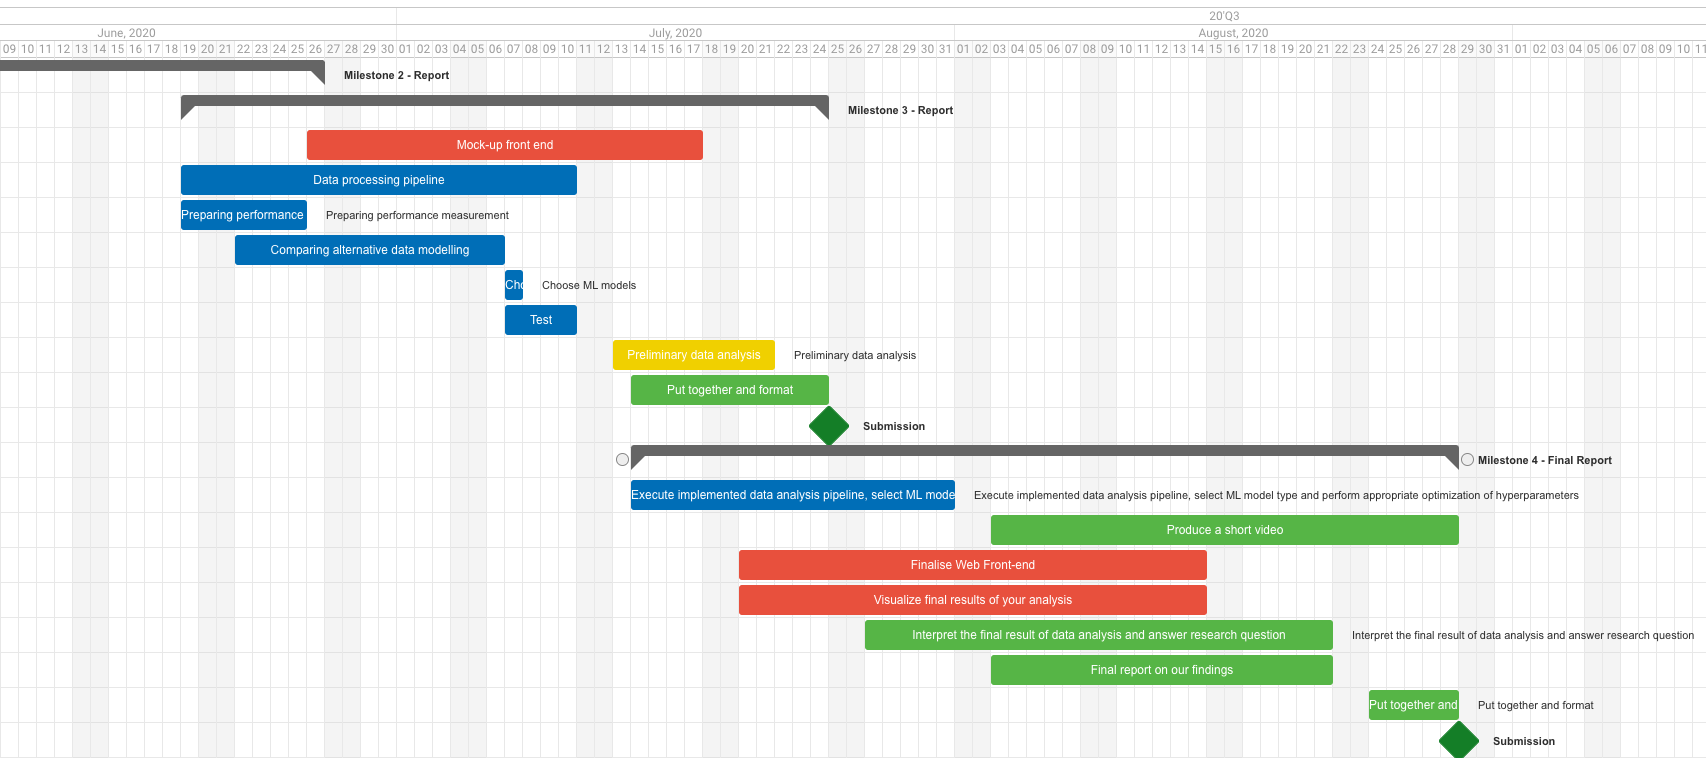 20'Q3
June, 2020 July, 2020 August, 2020
09 10 11 12 13 14 15 16 17 18 19 20 21 22 23 24 25 26 27 28 29 30 01 02 03 04 05 06 07 08 09 10 11 12 13 14 15 16 17 18 19 20 21 22 23 24 25 26 27 28 29 30 31 01 02 03 04 05 06 07 08 09 10 11 12 13 14 15 16 17 18 19 20 21 22 23 24 25 26 27 28 29 30 31 01 02 03 04 05 06 07 08 09 10 11
Milestone 2 - Report
Milestone 3 - Report
Mock-up front end
Data processing pipeline
Preparing performance Preparing performance measurement
Comparing alternative data modelling
Cho Choose ML models
Test
Preliminary data analysis Preliminary data analysis
Put together and format
Submission
Milestone 4 - Final Report
Execute implemented data analysis pipeline, select ML mode Execute implemented data analysis pipeline, select ML model type and perform appropriate optimization of hyperparameters
Produce a short video
Finalise Web Front-end
Visualize final results of your analysis
Interpret the final result of data analysis and answer research question Interpret the final result of data analysis and answer research question
Final report on our findings
Put together and Put together and format
Submission